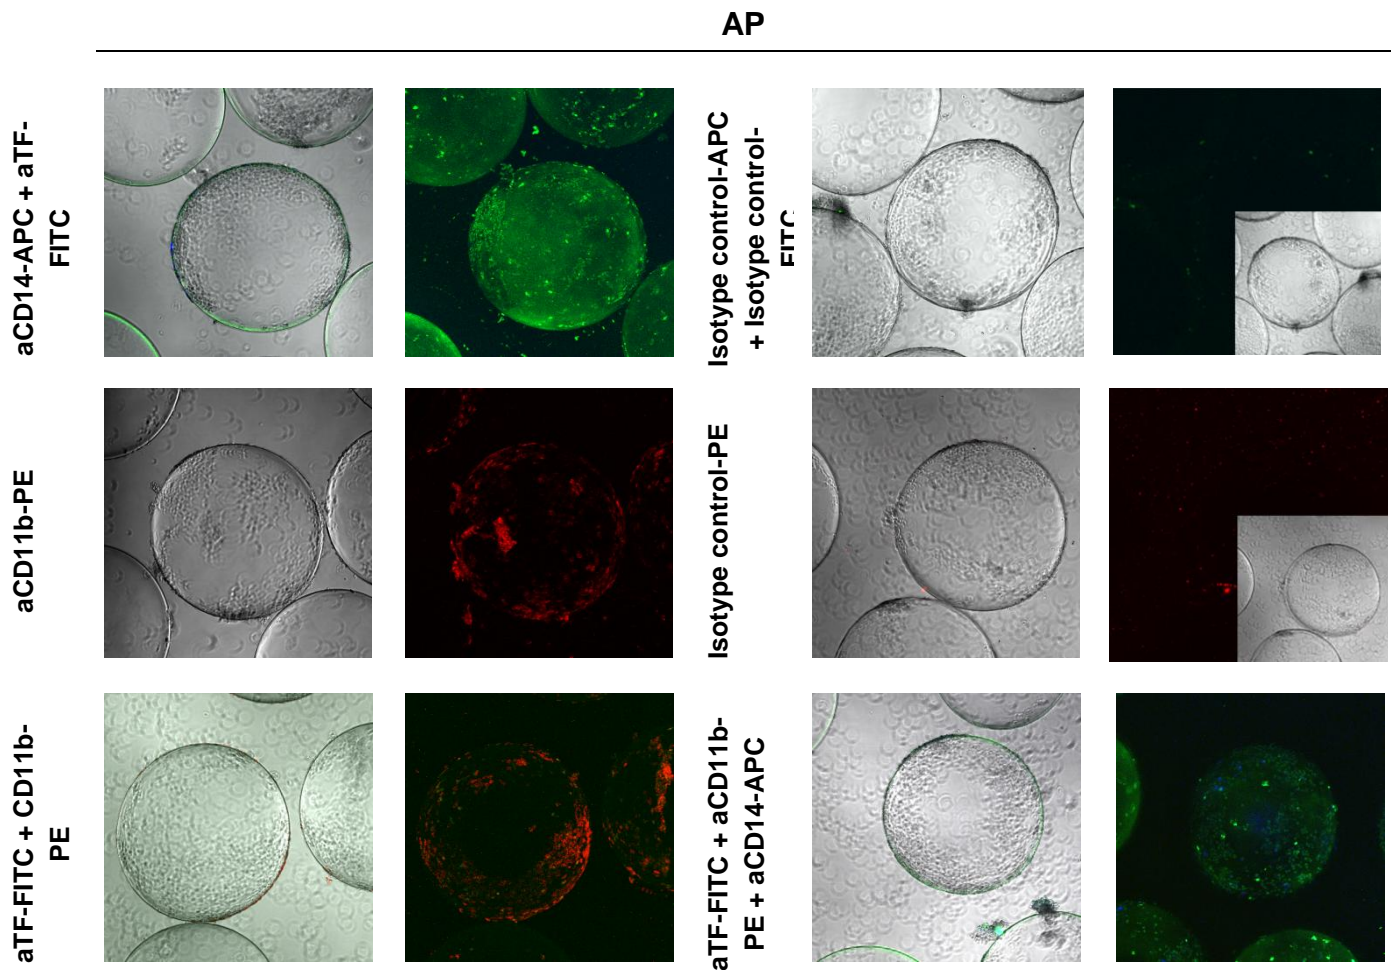 AP
aCD14-APC + aTF-
FITC
Isotype control-APC
+ Isotype control-
FITC
aCD11b-PE
Isotype control-PE
aTF-FITC + CD11b-
PE
aTF-FITC + aCD11b-
PE + aCD14-APC